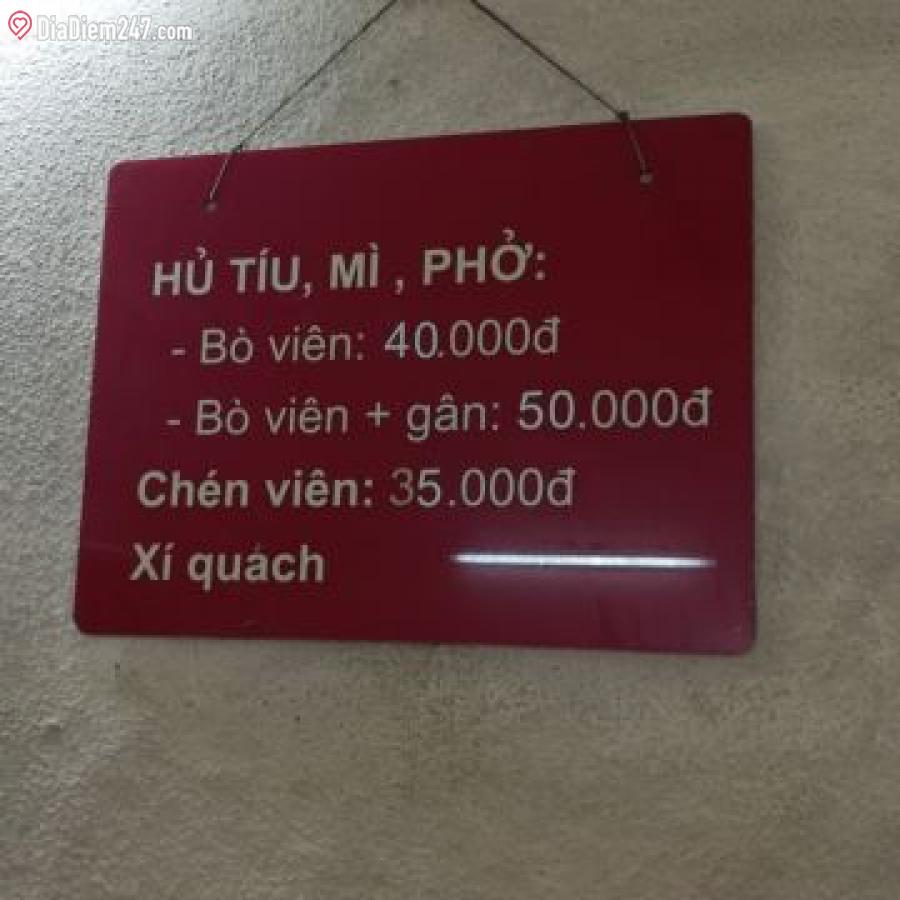 DiaDiem247.com
HỦ TÍU, MÌ , PHỞ:
- Bò viên: 40.000đ
- Bò viên + gân: 50.000đ
Chén viên: 35.000đ
Xí quách